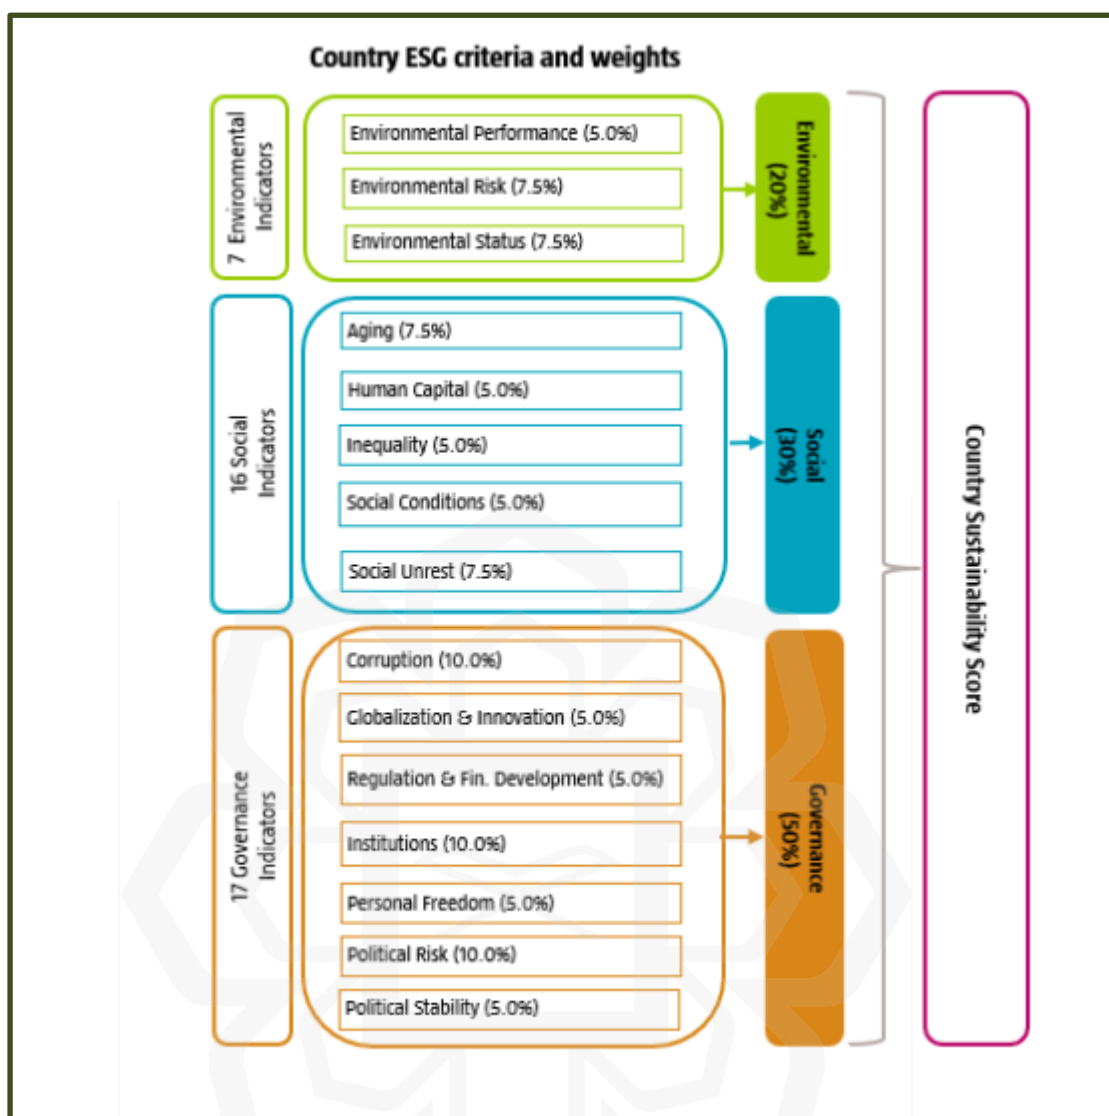 Country ESG criteria and weights
7 Environmental
Indicators
Environmental Performance (5.0%)
Environmental Risk (7.5%)
Environmental Status (7.5%)
Environmental
(20%)
16 Social
Indicators
Aging (7.5%)
Human Capital (5.0%)
Inequality (5.0%)
Social Conditions (5.0%)
Social Unrest (7.5%)
Social
(30%)
17 Governance
Indicators
Corruption (10.0%)
Globalization & Innovation (5.0%)
Regulation & Fin. Development (5.0%)
Institutions (10.0%)
Personal Freedom (5.0%)
Political Risk (10.0%)
Political Stability (5.0%)
Governance
(50%)
Country Sustainability Score